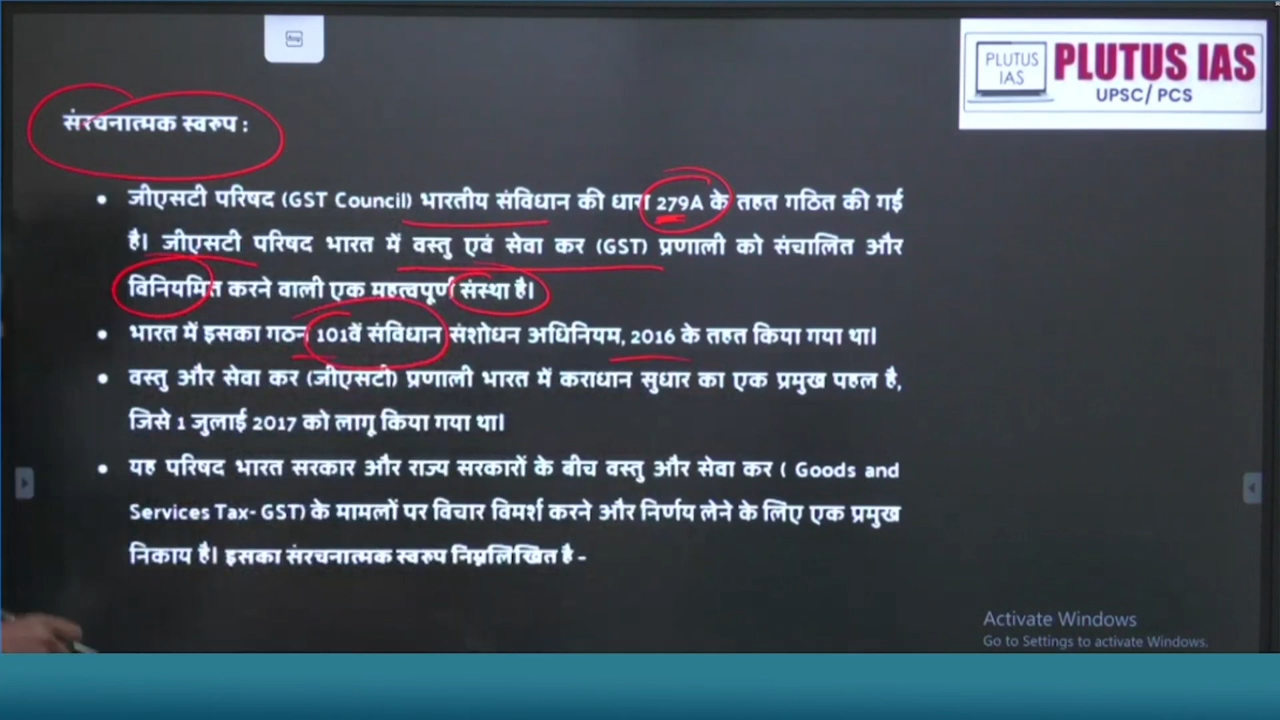 PLUTUS IAS
PLUTUS IAS
UPSC/ PCS
संरचनात्मक स्वरुप :
• जीएसटी परिषद (GST Council) भारतीय संविधान की धारा 279A के तहत गठित की गई
है। जीएसटी परिषद भारत में वस्तु एवं सेवा कर (GST) प्रणाली को संचालित और
विनियमित करने वाली एक महत्वपूर्ण संस्था है।
• भारत में इसका गठन 101वें संविधान संशोधन अधिनियम, 2016 के तहत किया गया था।
• वस्तु और सेवा कर (जीएसटी) प्रणाली भारत में कराधान सुधार का एक प्रमुख पहल है,
जिसे 1 जुलाई 2017 को लागू किया गया था।
• यह परिषद भारत सरकार और राज्य सरकारों के बीच वस्तु और सेवा कर ( Goods and
Services Tax- GST) के मामलों पर विचार विमर्श करने और निर्णय लेने के लिए एक प्रमुख
निकाय है। इसका संरचनात्मक स्वरुप निम्नलिखित है -
Activate Windows
Go to Settings to activate Windows.